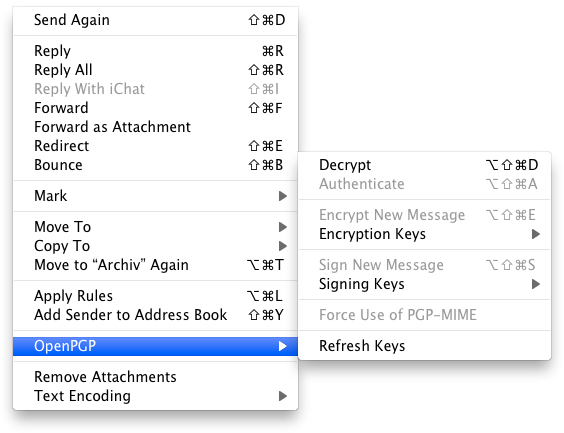 Send Again ⇧⌘D
Reply ⌘R
Reply All ⇧⌘R
Reply With iChat ⇧⌘I
Forward ⇧⌘F
Forward as Attachment
Redirect ⇧⌘E
Bounce ⇧⌘B
Mark
Move To
Copy To
Move to “Archiv” Again ⌥⌘T
Apply Rules ⌥⌘L
Add Sender to Address Book ⇧⌘Y
OpenPGP
Remove Attachments
Text Encoding
Decrypt ⌥⇧⌘D
Authenticate ⌥⇧⌘A
Encrypt New Message ⌥⇧⌘E
Encryption Keys
Sign New Message ⌥⇧⌘S
Signing Keys
Force Use of PGP-MIME
Refresh Keys